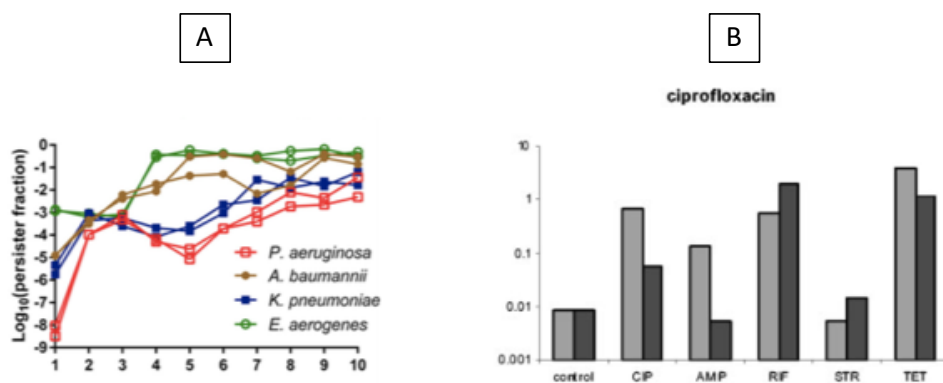 A
B
ciprofloxacin
Log10(persister fraction)
0
-1
-2
-3
-4
-5
-6
-7
-8
-9
1 2 3 4 5 6 7 8 9 10
P. aeruginosa
A. baumannii
K. pneumoniae
E. aerogenes
10
1
0.1
0.01
0.001
control CIP AMP RIF STR TET